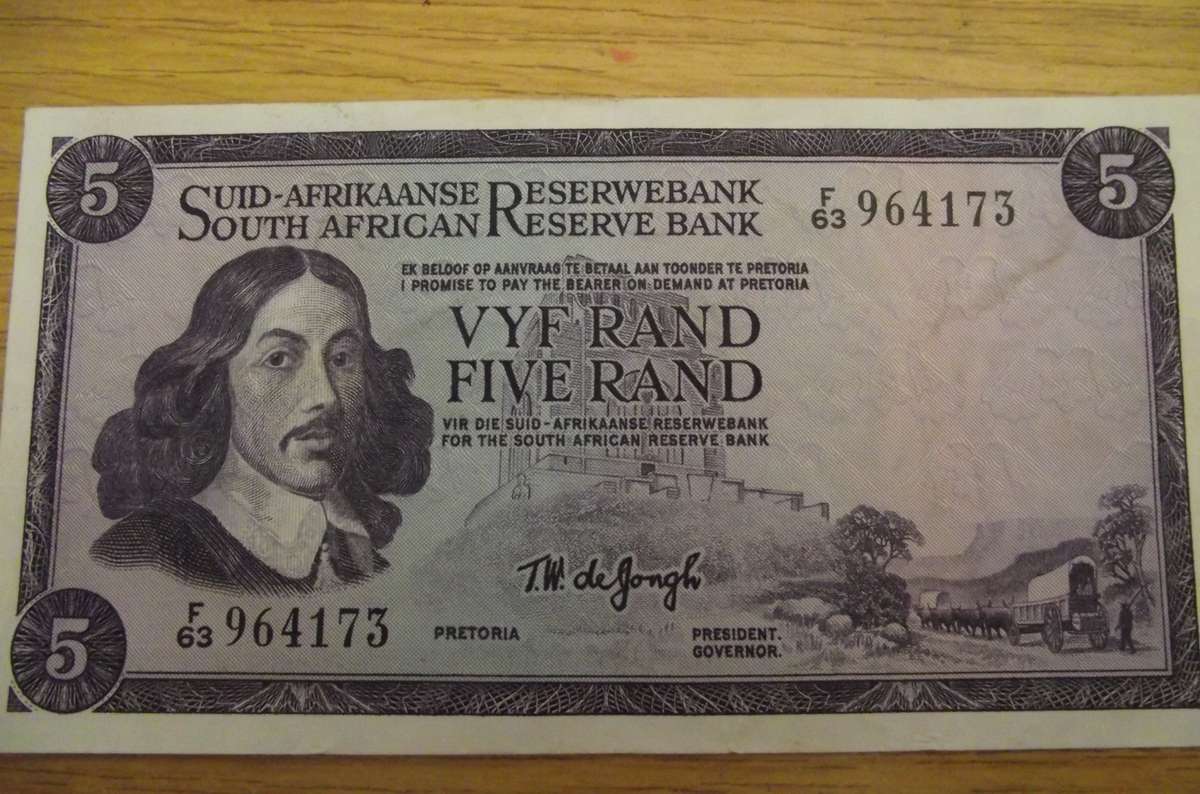 5
5
SUID-AFRIKAANSE RESERWEBANK
SOUTH AFRICAN RESERVE BANK
F/63 964173
EK BELOOF OP AANVRAAG TE BETAAL AAN TOONDER TE PRETORIA
I PROMISE TO PAY THE BEARER ON DEMAND AT PRETORIA
VYF RAND
FIVE RAND
VIR DIE SUID-AFRIKAANSE RESERWEBANK
FOR THE SOUTH AFRICAN RESERVE BANK
T.W. de Jongh
F/63 964173
PRETORIA
PRESIDENT.
GOVERNOR.
5